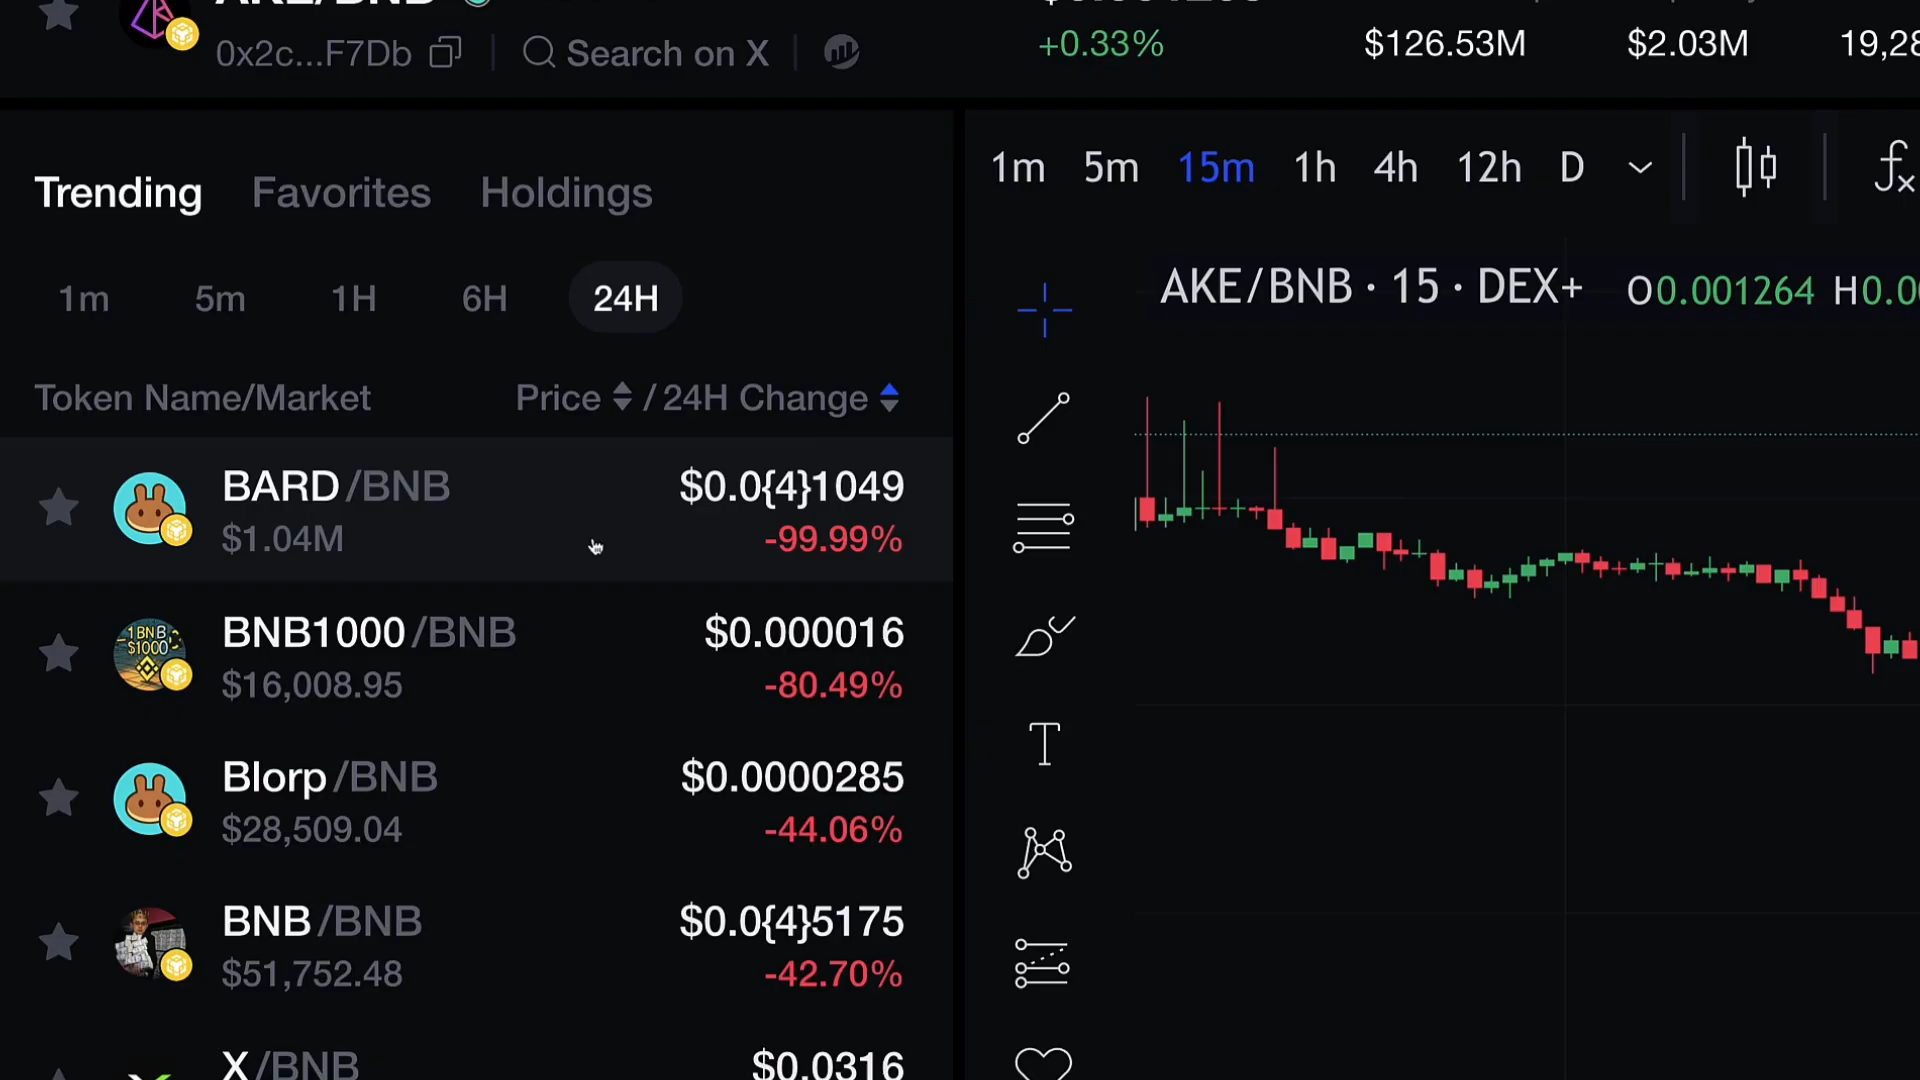 AKE/BNB
0x2c...F7Db
Search on X
+0.33%
$126.53M
$2.03M
Trending
Favorites
Holdings
1m
5m
1H
6H
24H
Token Name/Market
Price / 24H Change
BARD/BNB
$0.0{4}1049
$1.04M
-99.99%
1BNB
$1000
BNB1000/BNB
$0.000016
$16,008.95
-80.49%
Blorp/BNB
$0.0000285
$28,509.04
-44.06%
BNB/BNB
$0.0{4}5175
$51,752.48
-42.70%
X/BNB
$0.0316
1m 5m 15m 1h 4h 12h D
AKE/BNB · 15 · DEX+ O0.001264
T